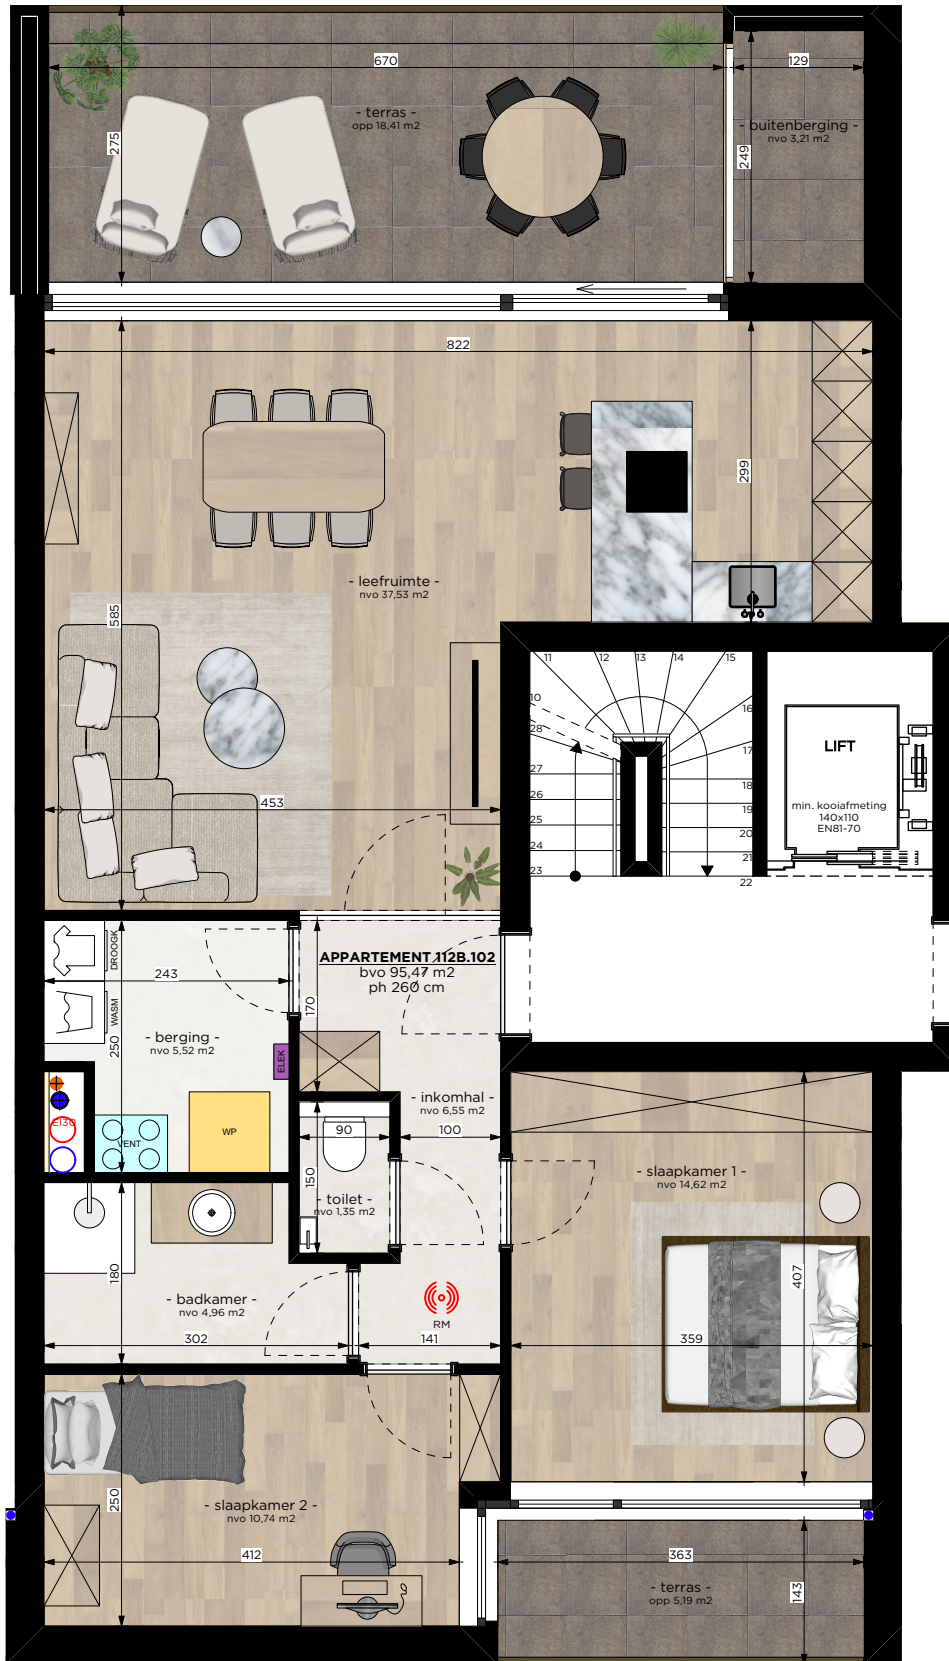 670
129
- terras -
opp 18,41 m2
- buitenberging -
nvo 3,21 m2
275
249
822
299
- leefruimte -
nvo 37,53 m2
585
453
11
12
13
14
15
10
28
16
17
27
18
26
19
25
20
24
21
23
22
LIFT
min. kooiafmeting
140x110
EN81-70
DROOGK
WASM
243
250
- berging -
nvo 5,52 m2
ELEK
APPARTEMENT 112B.102
bvo 95,47 m2
ph 260 cm
170
EI30
VENT
WP
- inkomhal -
nvo 6,55 m2
90
100
150
- toilet -
nvo 1,35 m2
- slaapkamer 1 -
nvo 14,62 m2
180
- badkamer -
nvo 4,96 m2
RM
407
302
141
359
250
- slaapkamer 2 -
nvo 10,74 m2
412
363
- terras -
opp 5,19 m2
143